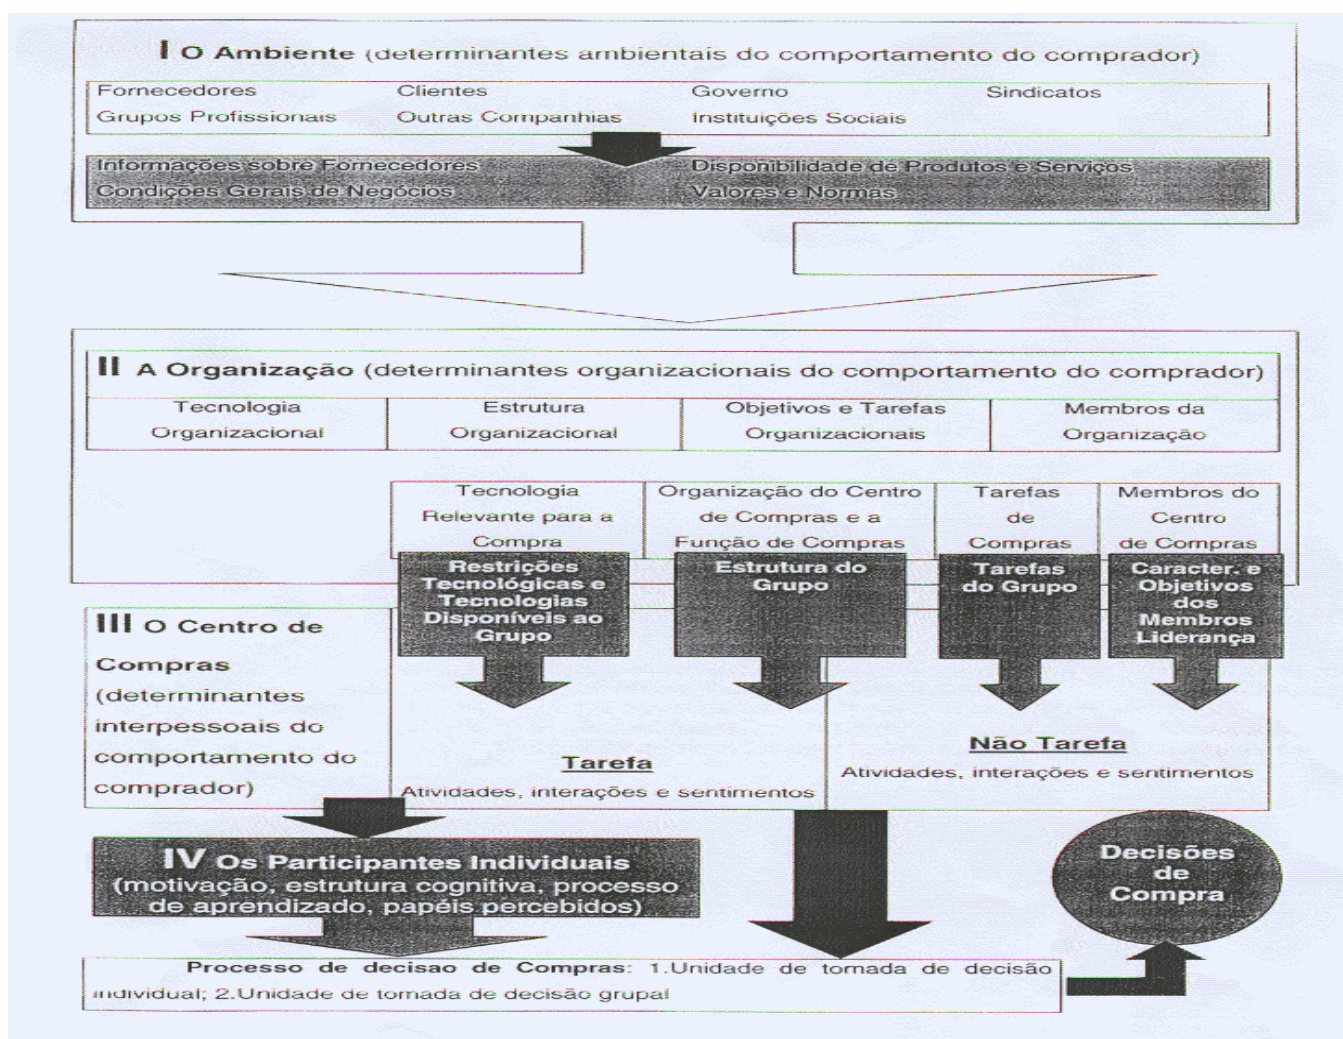 I O Ambiente (determinantes ambientais do comportamento do comprador)
Fornecedores Clientes Governo Sindicatos
Grupos Profissionais Outras Companhias Instituições Sociais
Informações sobre Fornecedores Disponibilidade de Produtos e Serviços
Condições Gerais de Negócios Valores e Normas
II A Organização (determinantes organizacionais do comportamento do comprador)
Tecnologia
Organizacional
Estrutura
Organizacional
Objetivos e Tarefas
Organizacionais
Membros da
Organização
Tecnologia
Relevante para a
Compra
Organização do Centro
de Compras e a
Função de Compras
Tarefas
de
Compras
Membros do
Centro
de Compras
Restrições
Tecnológicas e
Tecnologias
Disponíveis ao
Grupo
Estrutura do
Grupo
Tarefas
do Grupo
Caracter. e
Objetivos
dos
Membros
Liderança
III O Centro de
Compras
(determinantes
interpessoais do
comportamento do
comprador)
Tarefa
Atividades, interações e sentimentos
Não Tarefa
Atividades, interações e sentimentos
IV Os Participantes Individuais
(motivação, estrutura cognitiva, processo
de aprendizado, papéis percebidos)
Decisões
de
Compra
Processo de decisao de Compras: 1.Unidade de tomada de decisão
individual; 2.Unidade de tomada de decisão grupal